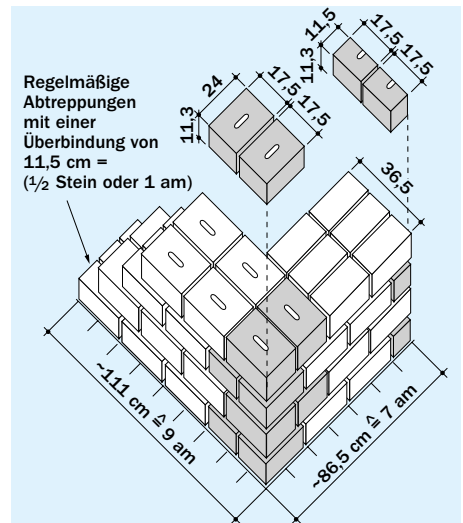 11,5
17,5
17,5
11,3
24
17,5
17,5
11,3
Regelmäßige
Abtreppungen
mit einer
Überbindung von
11,5 cm =
(½ Stein oder 1 am)
36,5
~111 cm ≙ 9 am
~86,5 cm ≙ 7 am